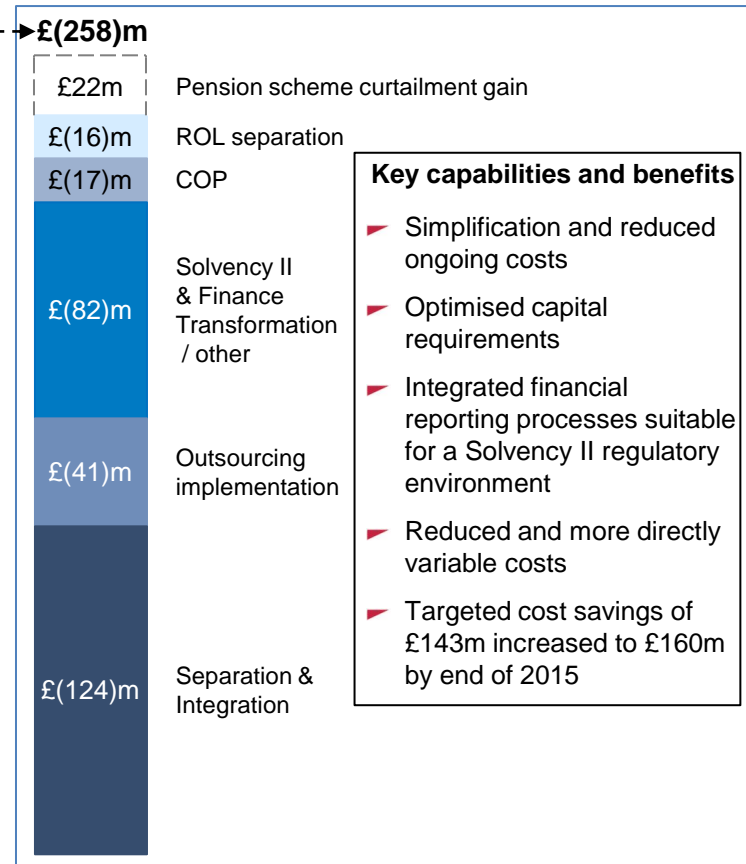 £(258)m
£22m Pension scheme curtailment gain
£(16)m ROL separation
£(17)m COP
£(82)m
Solvency II
& Finance
Transformation
/ other
£(41)m
Outsourcing
implementation
£(124)m
Separation &
Integration
Key capabilities and benefits
Simplification and reduced
ongoing costs
Optimised capital
requirements
Integrated financial
reporting processes suitable
for a Solvency II regulatory
environment
Reduced and more directly
variable costs
Targeted cost savings of
£143m increased to £160m
by end of 2015